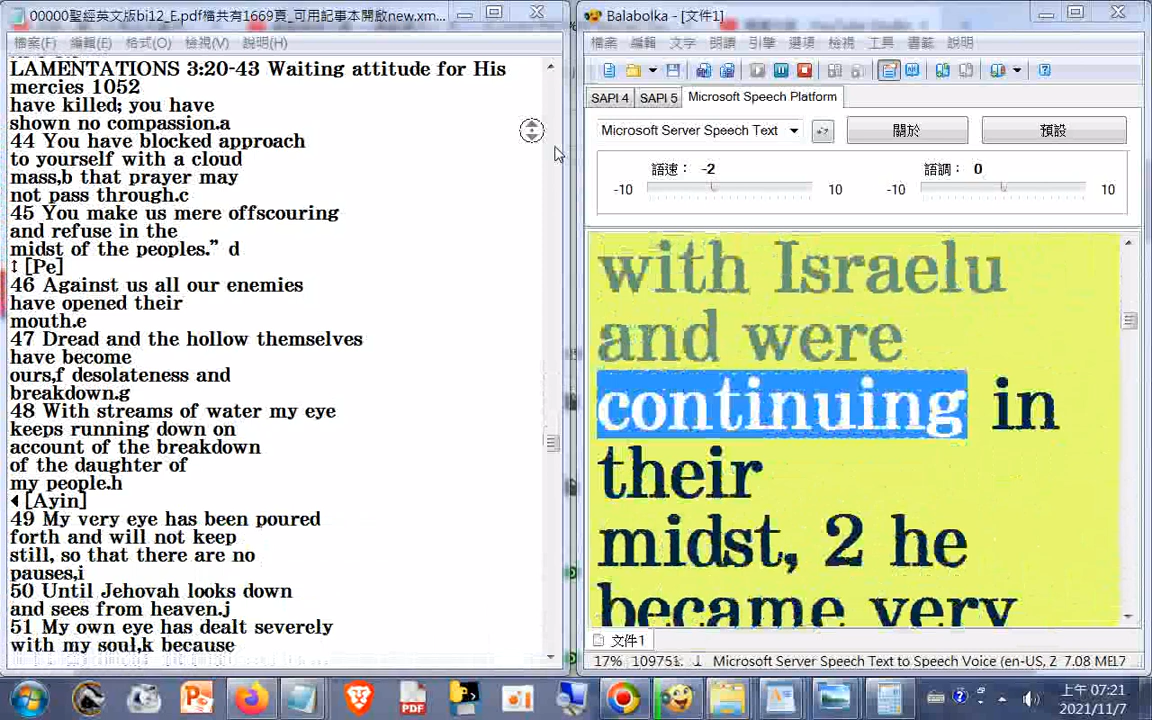 00000聖經英文版bi12_E.pdf檔共有1669頁_可用記事本開啟new.xm...
檔案(F) 編輯(E) 格式(O) 檢視(V) 說明(H)
LAMENTATIONS 3:20-43 Waiting attitude for His
mercies 1052
have killed; you have
shown no compassion.a
44 You have blocked approach
to yourself with a cloud
mass,b that prayer may
not pass through.c
45 You make us mere offscouring
and refuse in the
midst of the peoples.” d
↕ [Pe]
46 Against us all our enemies
have opened their
mouth.e
47 Dread and the hollow themselves
have become
ours,f desolateness and
breakdown.g
48 With streams of water my eye
keeps running down on
account of the breakdown
of the daughter of
my people.h
[Ayin]
49 My very eye has been poured
forth and will not keep
still, so that there are no
pauses,i
50 Until Jehovah looks down
and sees from heaven.j
51 My own eye has dealt severely
with my soul,k because
Balabolka - [文件1]
檔案 編輯 文字 朗讀 引擎 選項 檢視 工具 書籤 說明
SAPI 4 SAPI 5 Microsoft Speech Platform
Microsoft Server Speech Text 關於 預設
語速： -2 語調： 0
-10 10 -10 10
with Israelu
and were
continuing in
their
midst, 2 he
became very
文件1
17% 109751. Microsoft Server Speech Text to Speech Voice (en-US, Z 7.08 ME
上午 07:21
2021/11/7